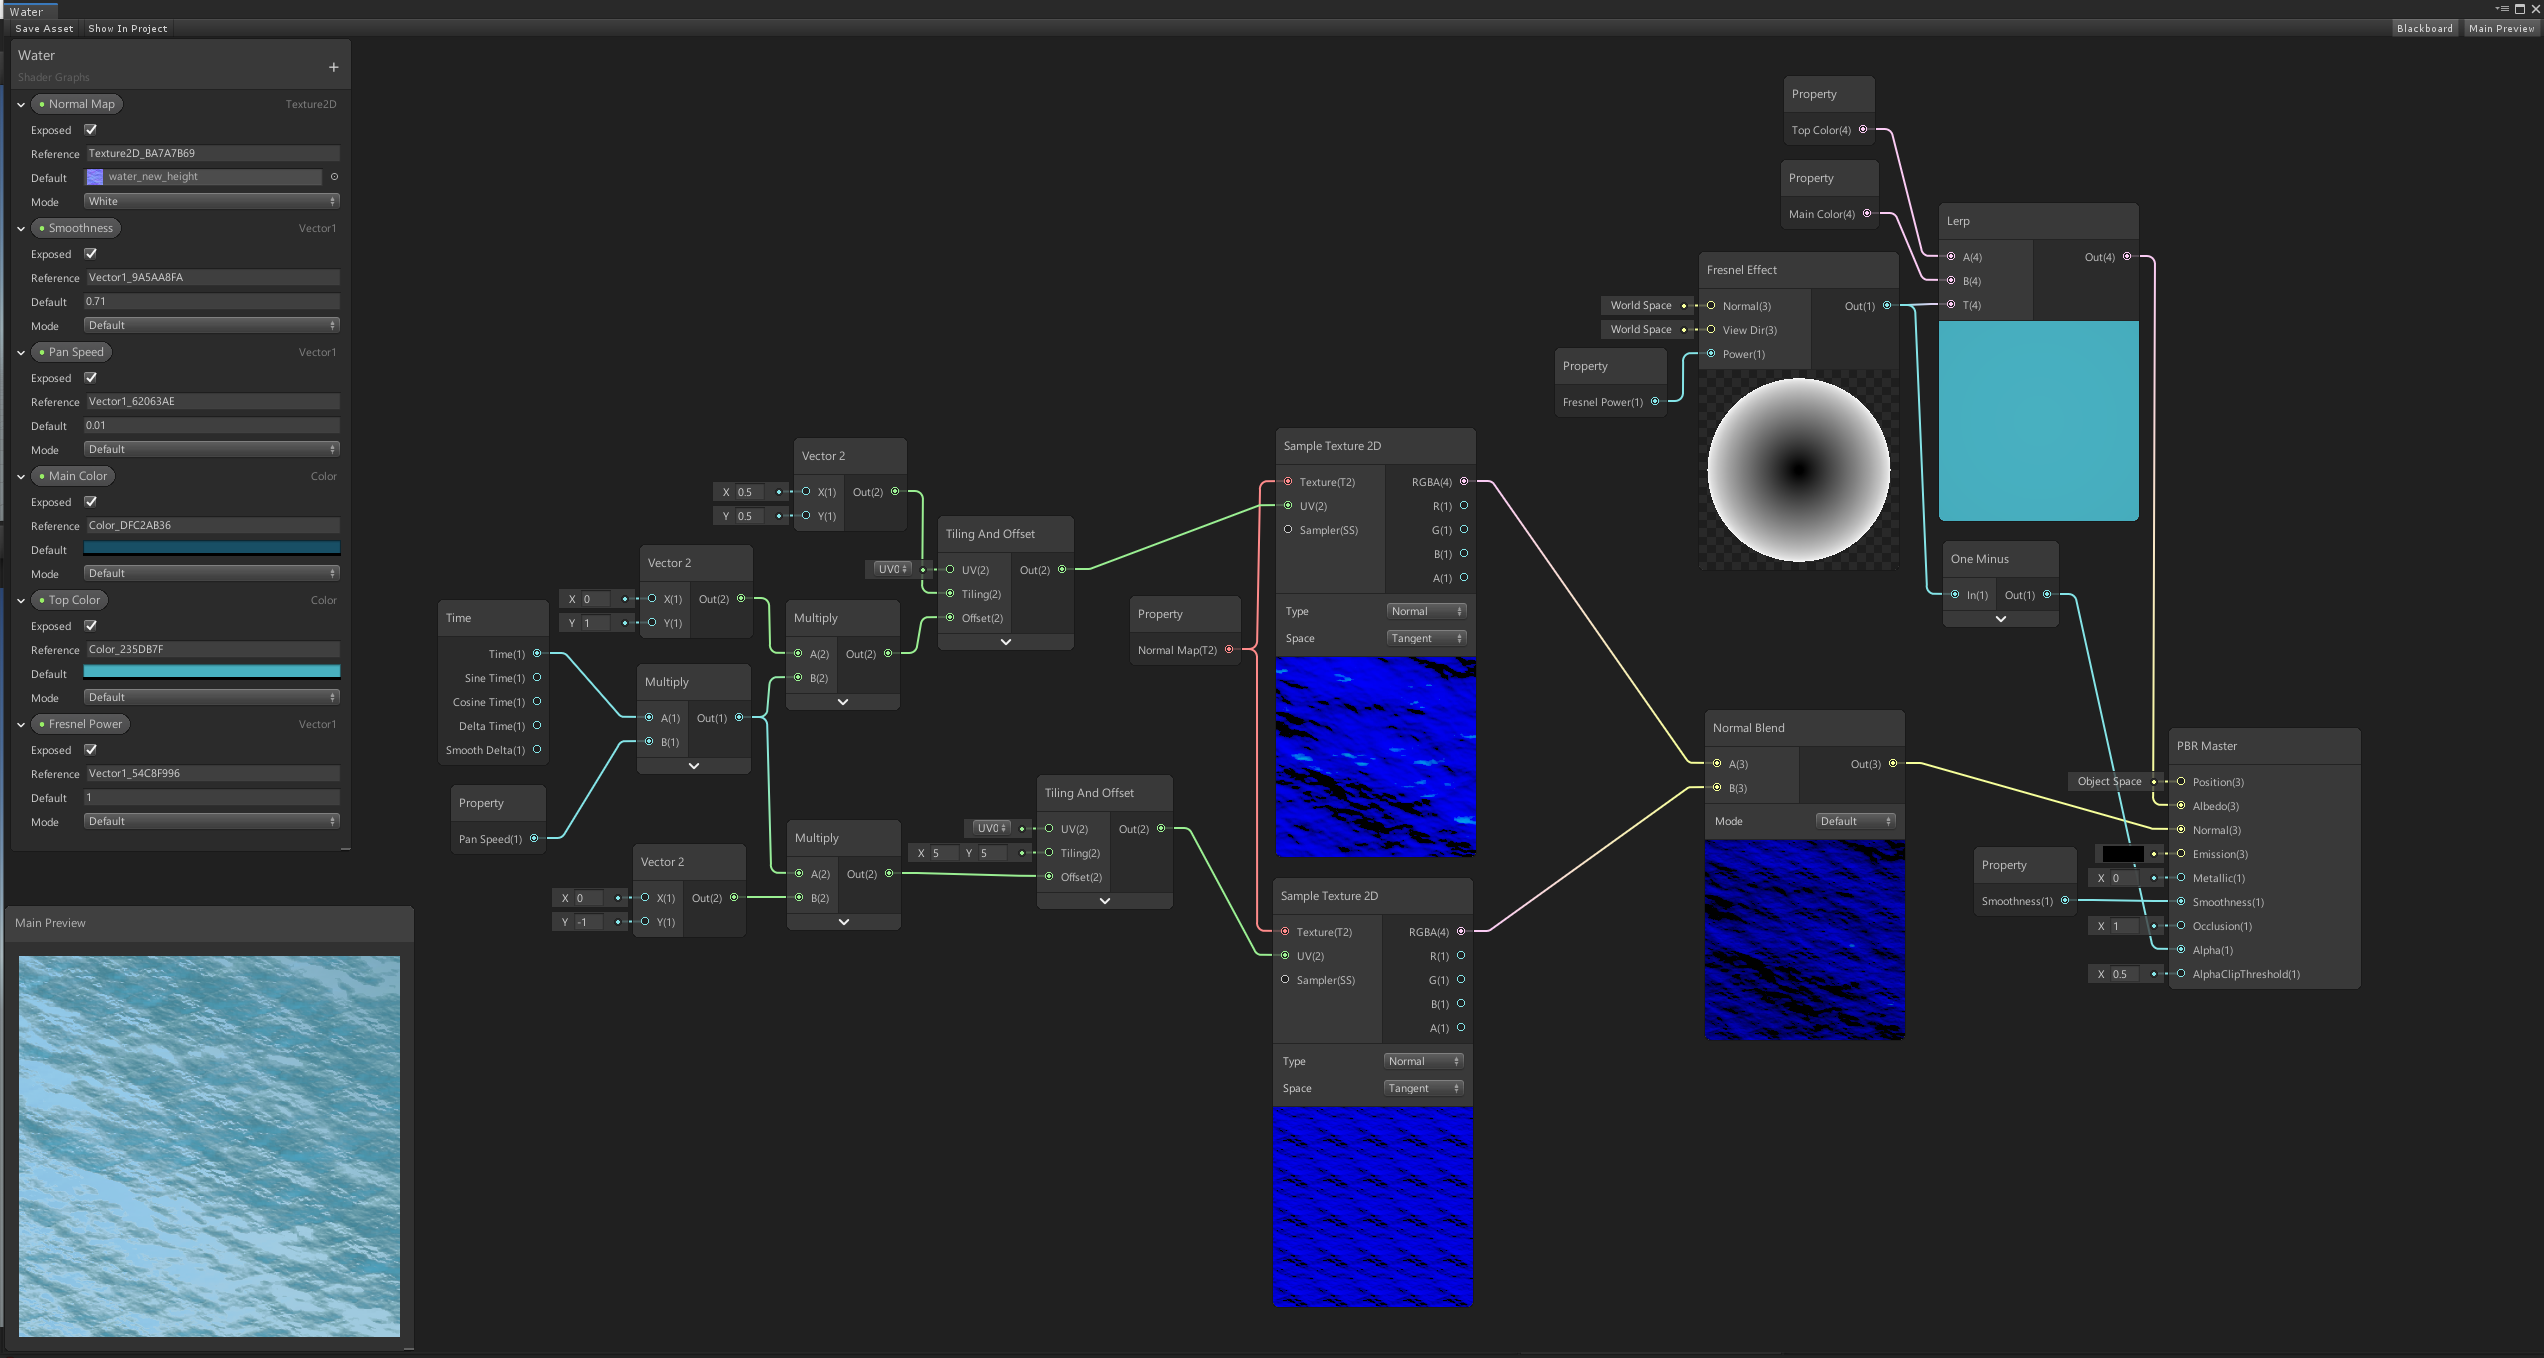 Water
Save Asset
Show In Project
Blackboard
Main Preview
Water
Shader Graphs
+
Normal Map
Texture2D
Exposed
Reference Texture2D_BA7A7B69
Default water_new_height
Mode White
Smoothness
Vector1
Exposed
Reference Vector1_9A5AA8FA
Default 0.71
Mode Default
Pan Speed
Vector1
Exposed
Reference Vector1_62063AE
Default 0.01
Mode Default
Main Color
Color
Exposed
Reference Color_DFC2AB36
Default
Mode Default
Top Color
Color
Exposed
Reference Color_235DB7F
Default
Mode Default
Fresnel Power
Vector1
Exposed
Reference Vector1_54C8F996
Default 1
Mode Default
Main Preview
Time
Time(1)
Sine Time(1)
Cosine Time(1)
Delta Time(1)
Smooth Delta(1)
Property
Pan Speed(1)
Multiply
A(1) Out(1)
B(1)
Vector 2
X 0 X(1) Out(2)
Y 1 Y(1)
Vector 2
X 0 X(1) Out(2)
Y -1 Y(1)
Vector 2
X 0.5 X(1) Out(2)
Y 0.5 Y(1)
Multiply
A(2) Out(2)
B(2)
Multiply
A(2) Out(2)
B(2)
Tiling And Offset
UV0 UV(2) Out(2)
Tiling(2)
Offset(2)
Tiling And Offset
UV0 UV(2) Out(2)
X 5 Y 5 Tiling(2)
Offset(2)
Property
Normal Map(T2)
Sample Texture 2D
Texture(T2) RGBA(4)
UV(2) R(1)
Sampler(SS) G(1)
B(1)
A(1)
Type Normal
Space Tangent
Sample Texture 2D
Texture(T2) RGBA(4)
UV(2) R(1)
Sampler(SS) G(1)
B(1)
A(1)
Type Normal
Space Tangent
Property
Top Color(4)
Property
Main Color(4)
Fresnel Effect
World Space Normal(3) Out(1)
World Space View Dir(3)
Power(1)
Property
Fresnel Power(1)
Lerp
A(4) Out(4)
B(4)
T(4)
One Minus
In(1) Out(1)
Normal Blend
A(3) Out(3)
B(3)
Mode Default
Property
Smoothness(1)
PBR Master
Object Space Position(3)
Albedo(3)
Normal(3)
Emission(3)
X 0 Metallic(1)
Smoothness(1)
X 1 Occlusion(1)
Alpha(1)
X 0.5 AlphaClipThreshold(1)